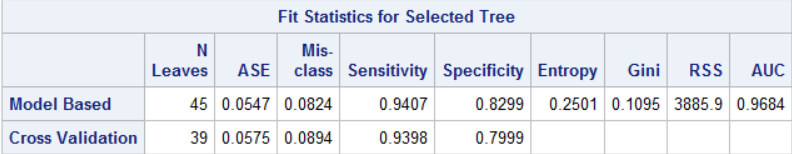 Fit Statistics for Selected Tree
N Leaves ASE Mis-class Sensitivity Specificity Entropy Gini RSS AUC
Model Based 45 0.0547 0.0824 0.9407 0.8299 0.2501 0.1095 3885.9 0.9684
Cross Validation 39 0.0575 0.0894 0.9398 0.7999